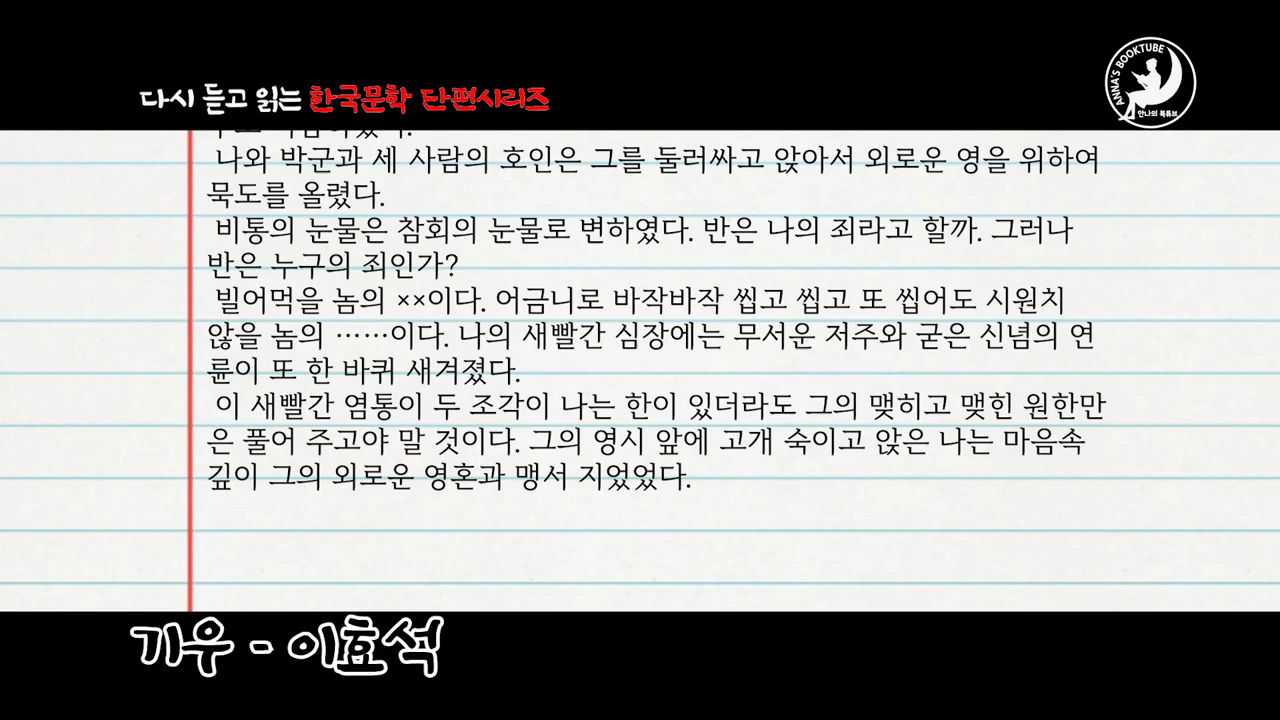 ANNA'S BOOKTUBE
안나의 북튜브
다시 듣고 읽는 한국문학 단편시리즈
나와 박군과 세 사람의 호인은 그를 둘러싸고 앉아서 외로운 영을 위하여
묵도를 올렸다.
비통의 눈물은 참회의 눈물로 변하였다. 반은 나의 죄라고 할까. 그러나
반은 누구의 죄인가?
빌어먹을 놈의 ××이다. 어금니로 바작바작 씹고 씹고 또 씹어도 시원치
않을 놈의 ……이다. 나의 새빨간 심장에는 무서운 저주와 굳은 신념의 연
륜이 또 한 바퀴 새겨졌다.
이 새빨간 염통이 두 조각이 나는 한이 있더라도 그의 맺히고 맺힌 원한만
은 풀어 주고야 말 것이다. 그의 영시 앞에 고개 숙이고 앉은 나는 마음속
깊이 그의 외로운 영혼과 맹서 지었었다.
기우 - 이효석